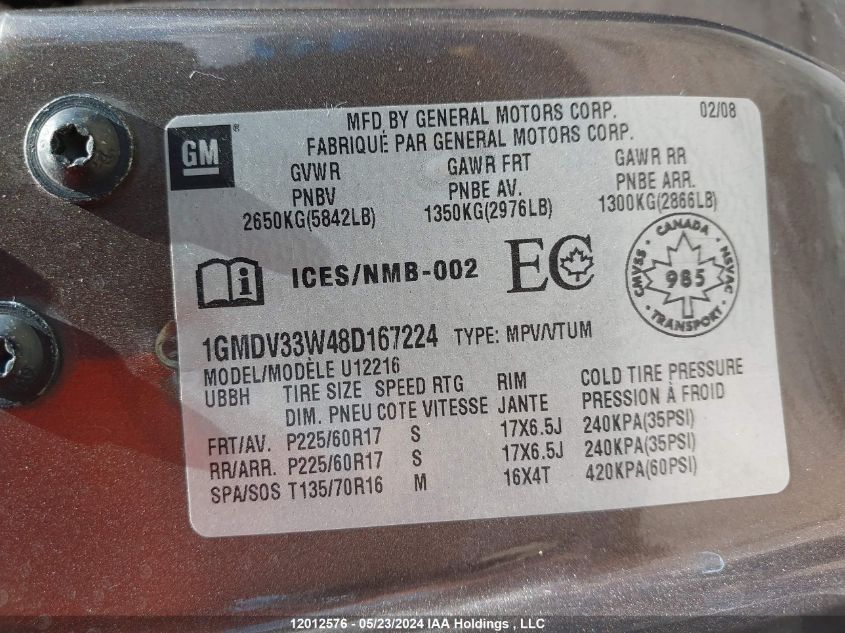 MFD BY GENERAL MOTORS CORP. 02/08
FABRIQUÉ PAR GENERAL MOTORS CORP.
GM®
GVWR GAWR FRT GAWR RR
PNBV PNBE AV. PNBE ARR.
2650KG(5842LB) 1350KG(2976LB) 1300KG(2866LB)
ICES/NMB-002 EC
CANADA
CMVSS 985 NSVAC
TRANSPORT
1GMDV33W48D167224 TYPE: MPV/VTUM
MODEL/MODÈLE U12216
UBBH TIRE SIZE SPEED RTG RIM COLD TIRE PRESSURE
DIM. PNEU COTE VITESSE JANTE PRESSION À FROID
FRT/AV. P225/60R17 S 17X6.5J 240KPA(35PSI)
RR/ARR. P225/60R17 S 17X6.5J 240KPA(35PSI)
SPA/SOS T135/70R16 M 16X4T 420KPA(60PSI)
12012576 - 05/23/2024 IAA Holdings , LLC